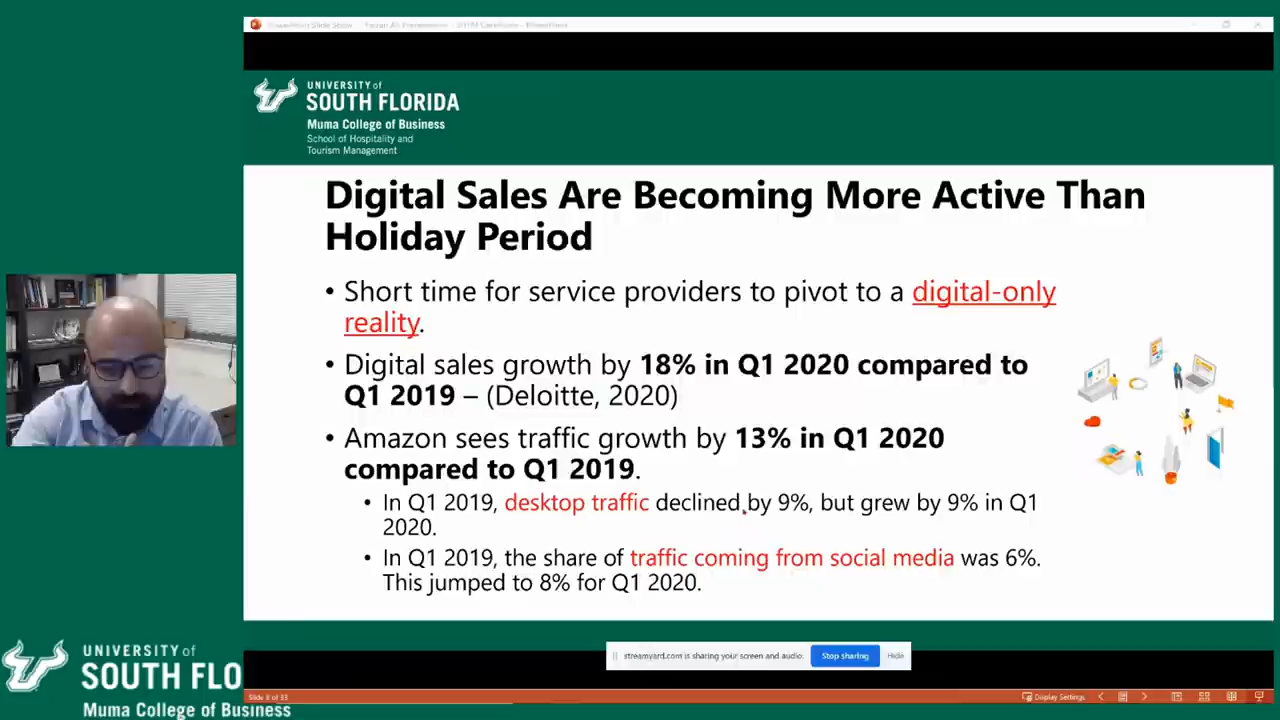 UNIVERSITY of
SOUTH FLORIDA
Muma College of Business
School of Hospitality and
Tourism Management
Digital Sales Are Becoming More Active Than
Holiday Period
• Short time for service providers to pivot to a digital-only
reality.
• Digital sales growth by 18% in Q1 2020 compared to
Q1 2019 – (Deloitte, 2020)
• Amazon sees traffic growth by 13% in Q1 2020
compared to Q1 2019.
• In Q1 2019, desktop traffic declined by 9%, but grew by 9% in Q1
2020.
• In Q1 2019, the share of traffic coming from social media was 6%.
This jumped to 8% for Q1 2020.
streamyard.com is sharing your screen and audio.
Stop sharing
Hide
Slide 8 of 33
Display Settings
UNIVERSITY of
SOUTH FLO
Muma College of Business